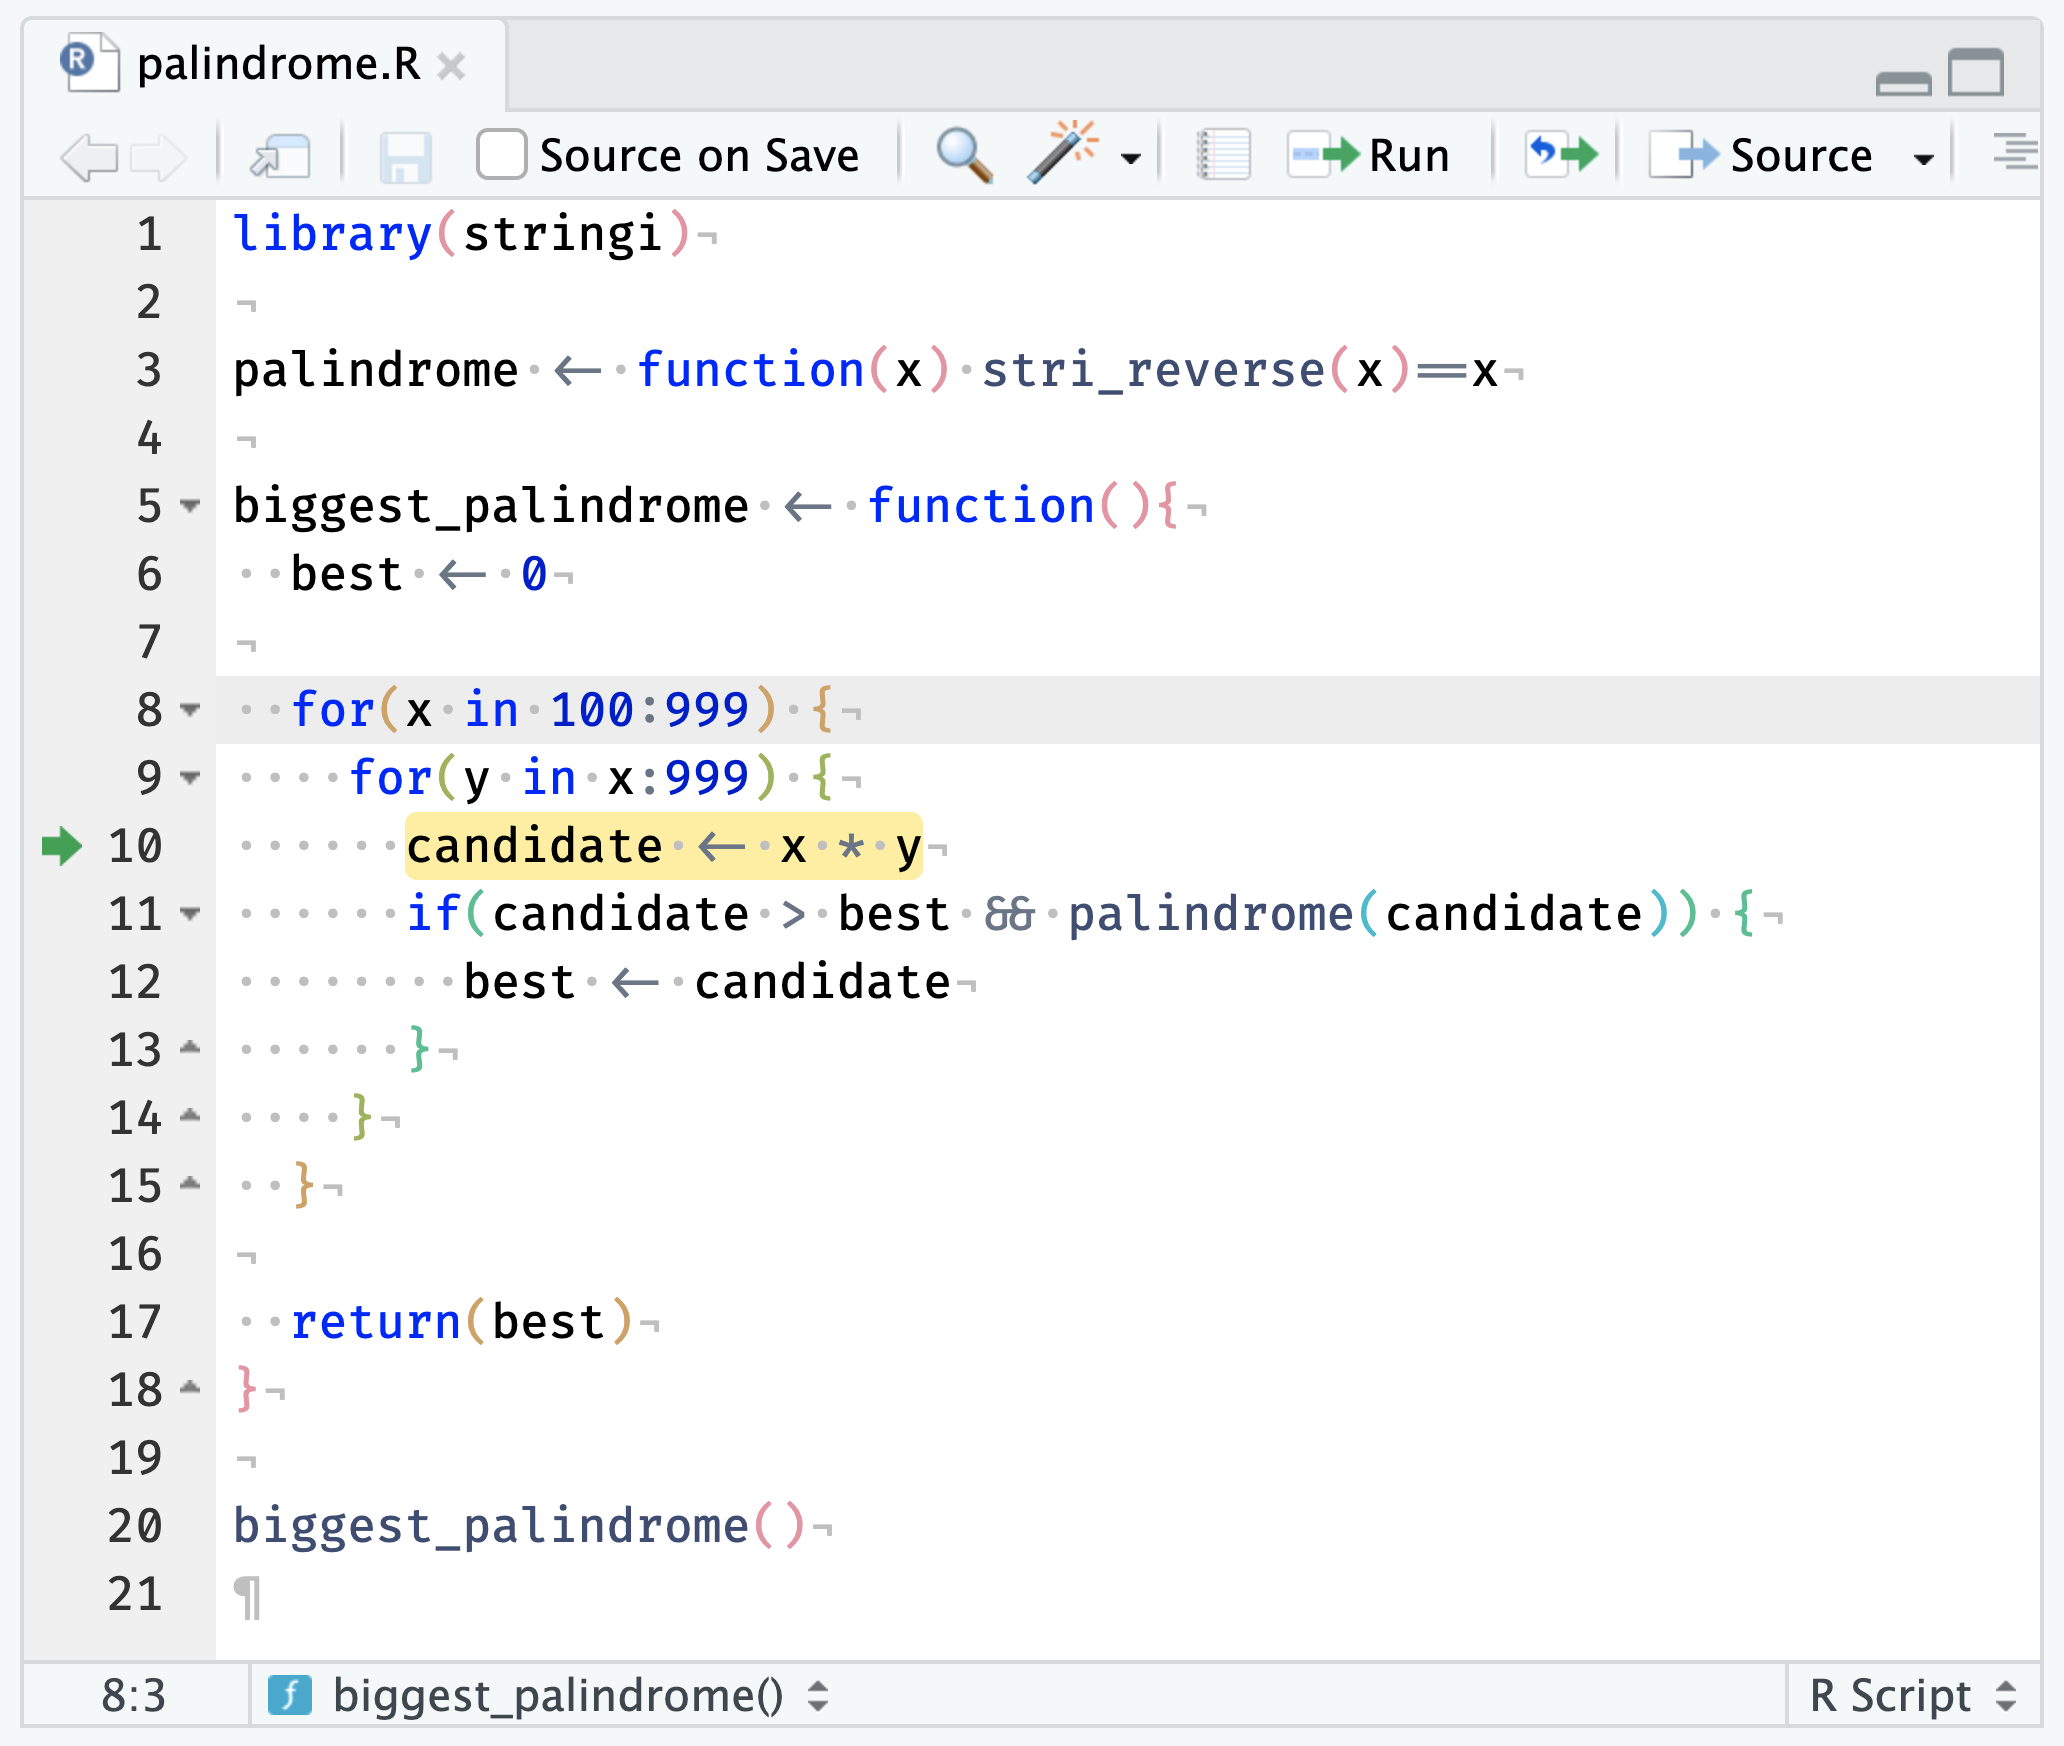 palindrome.R
Source on Save Run Source
1 library(stringi)¬
2 ¬
3 palindrome·<-·function(x)·stri_reverse(x)==x¬
4 ¬
5 biggest_palindrome·<-·function(){¬
6 ··best·<-·0¬
7 ¬
8 ··for(x·in·100:999)·{¬
9 ····for(y·in·x:999)·{¬
10 ······candidate·<-·x·*·y¬
11 ······if(candidate·>·best·&&·palindrome(candidate))·{¬
12 ········best·<-·candidate¬
13 ······}¬
14 ····}¬
15 ··}¬
16 ¬
17 ··return(best)¬
18 }¬
19 ¬
20 biggest_palindrome()¬
21 ¶
8:3 biggest_palindrome() R Script